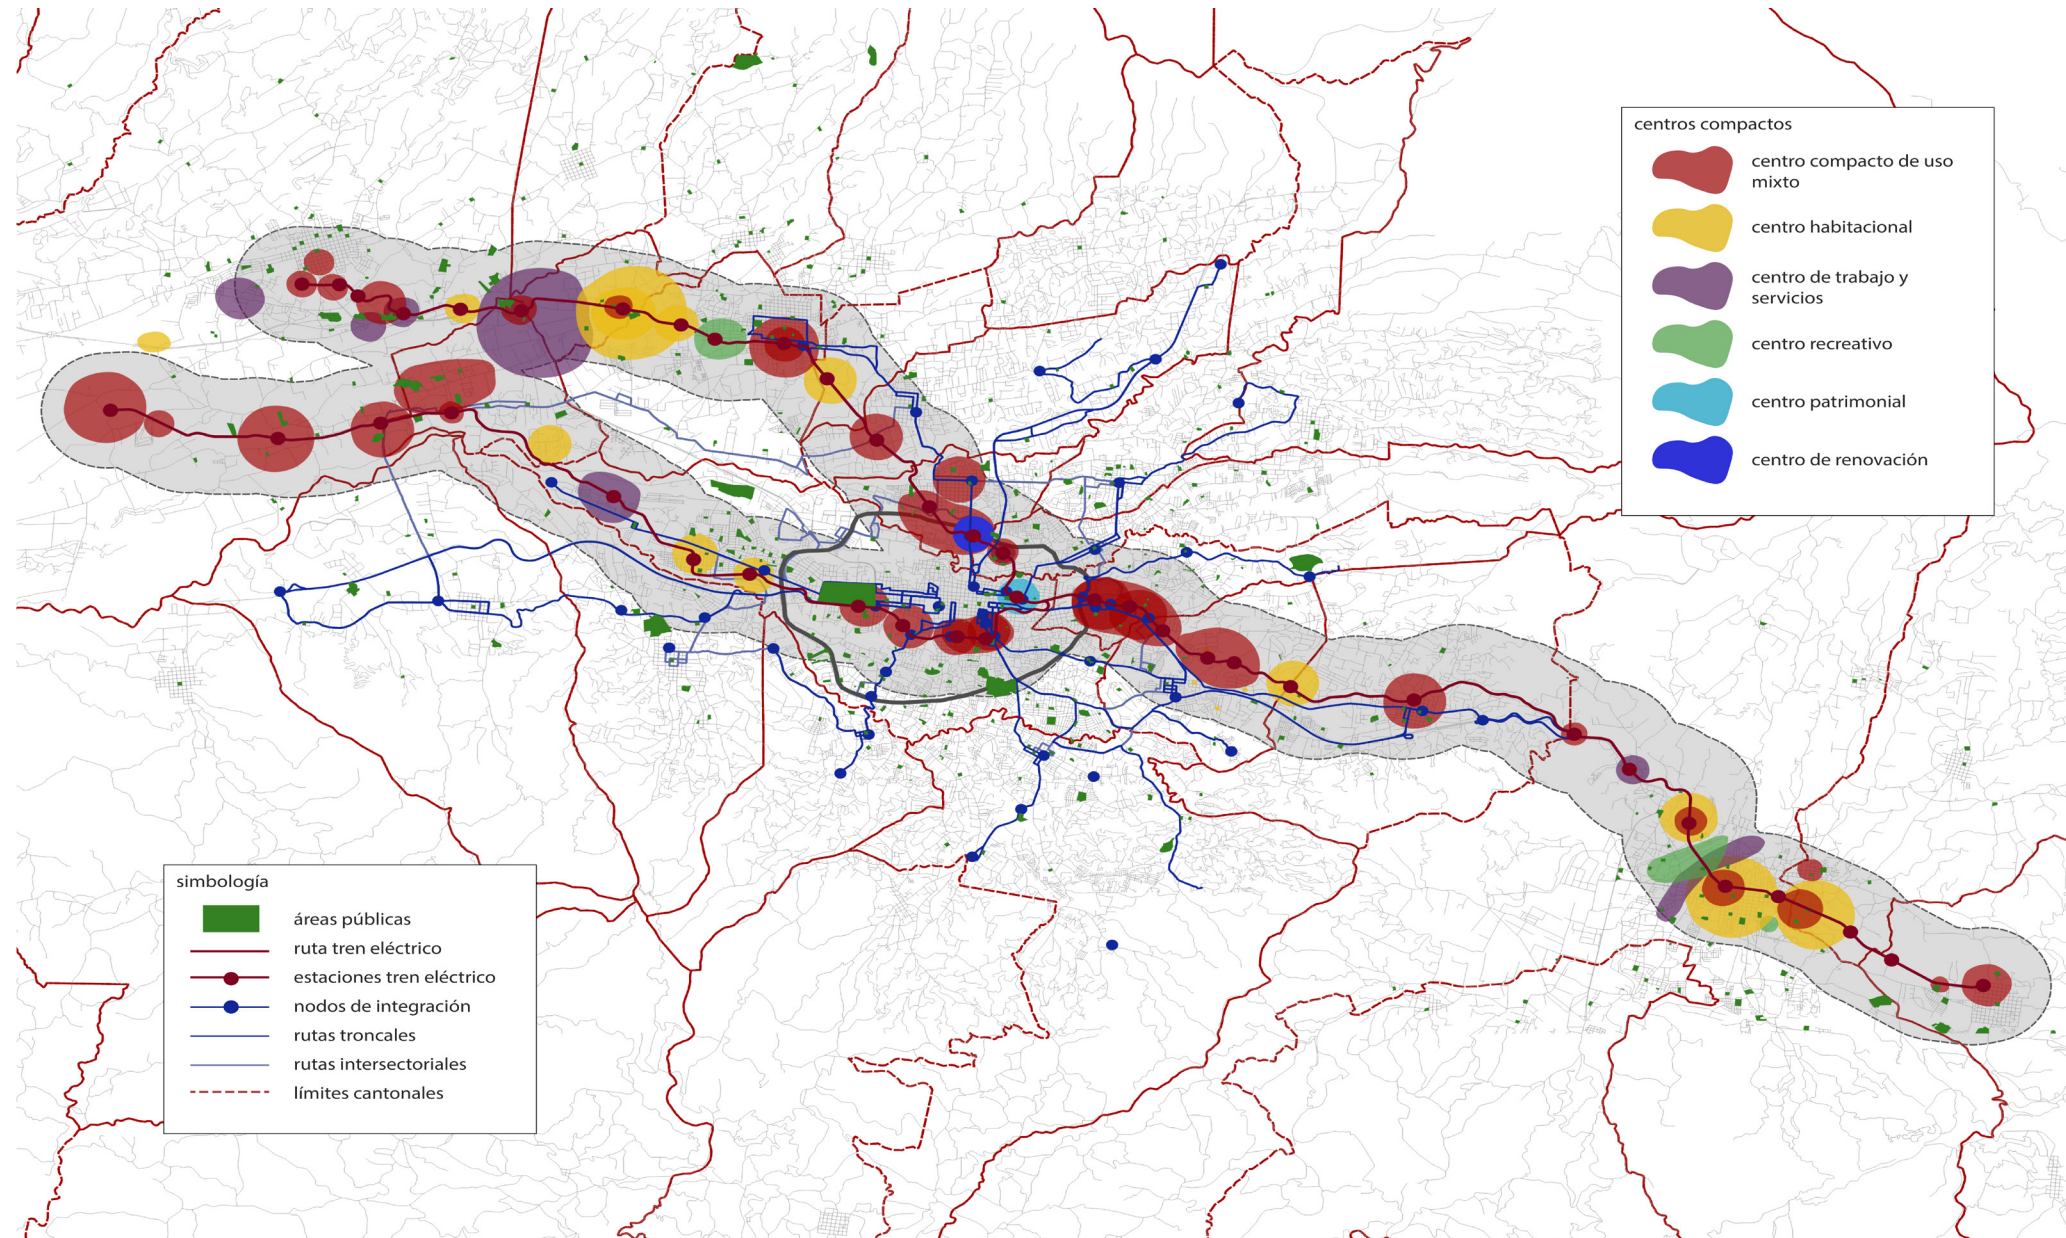 centros compactos
centro compacto de uso
mixto
centro habitacional
centro de trabajo y
servicios
centro recreativo
centro patrimonial
centro de renovación
simbología
áreas públicas
ruta tren eléctrico
estaciones tren eléctrico
nodos de integración
rutas troncales
rutas intersectoriales
límites cantonales